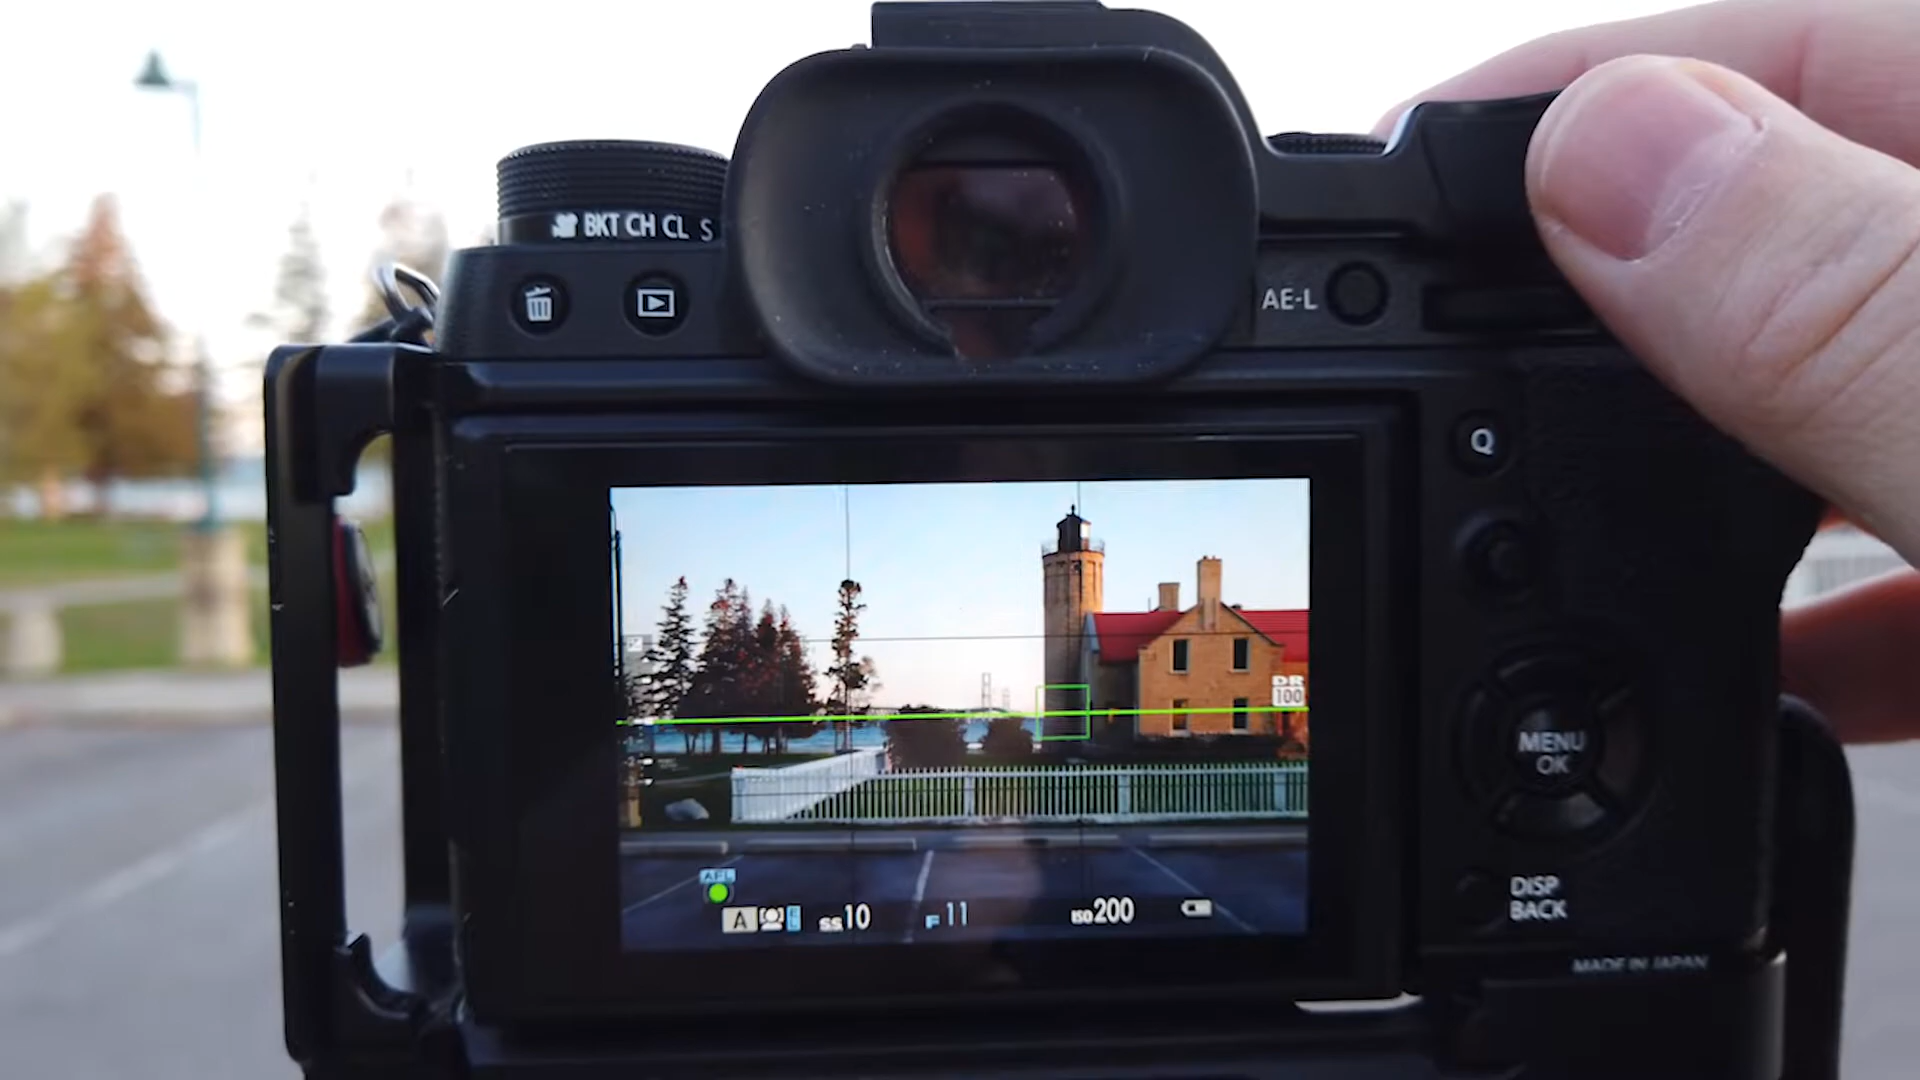 BKT CH CL S
AE-L
Q
DR
100
MENU
OK
AFL
A SS 10 F 11 ISO 200
DISP
BACK
MADE IN JAPAN